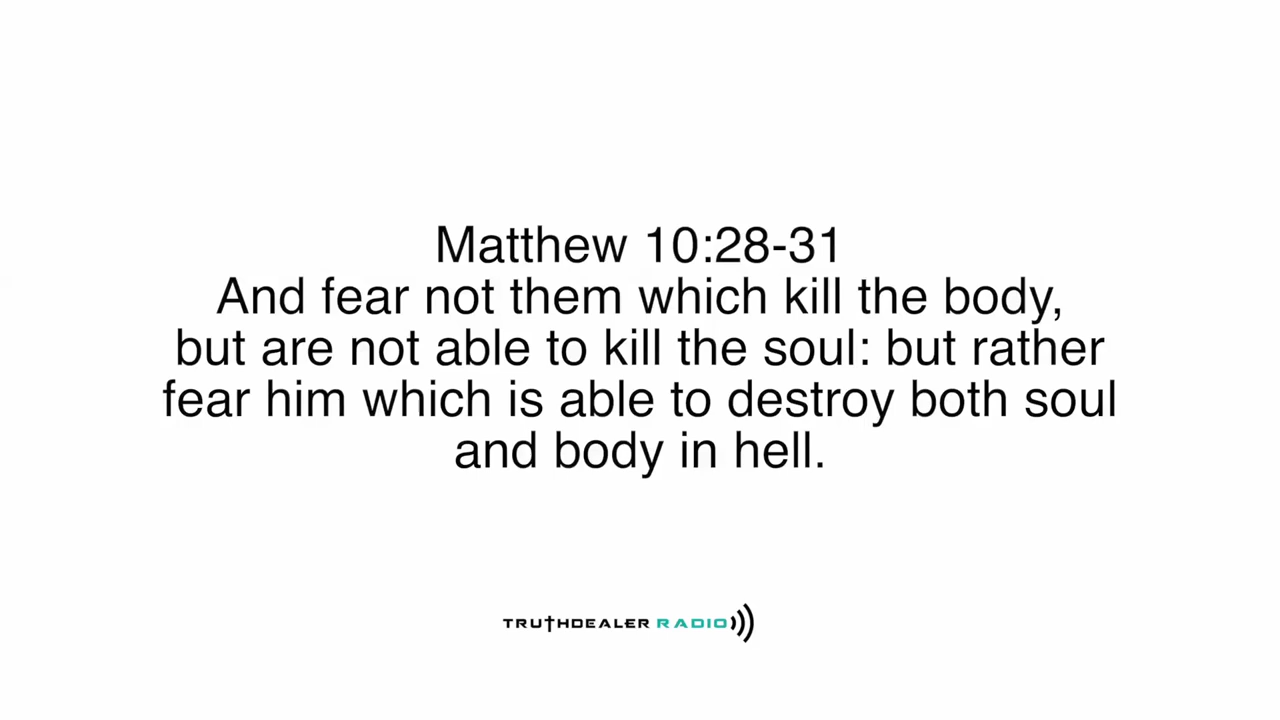 Matthew 10:28-31
And fear not them which kill the body,
but are not able to kill the soul: but rather
fear him which is able to destroy both soul
and body in hell.
TRUTHDEALER RADIO